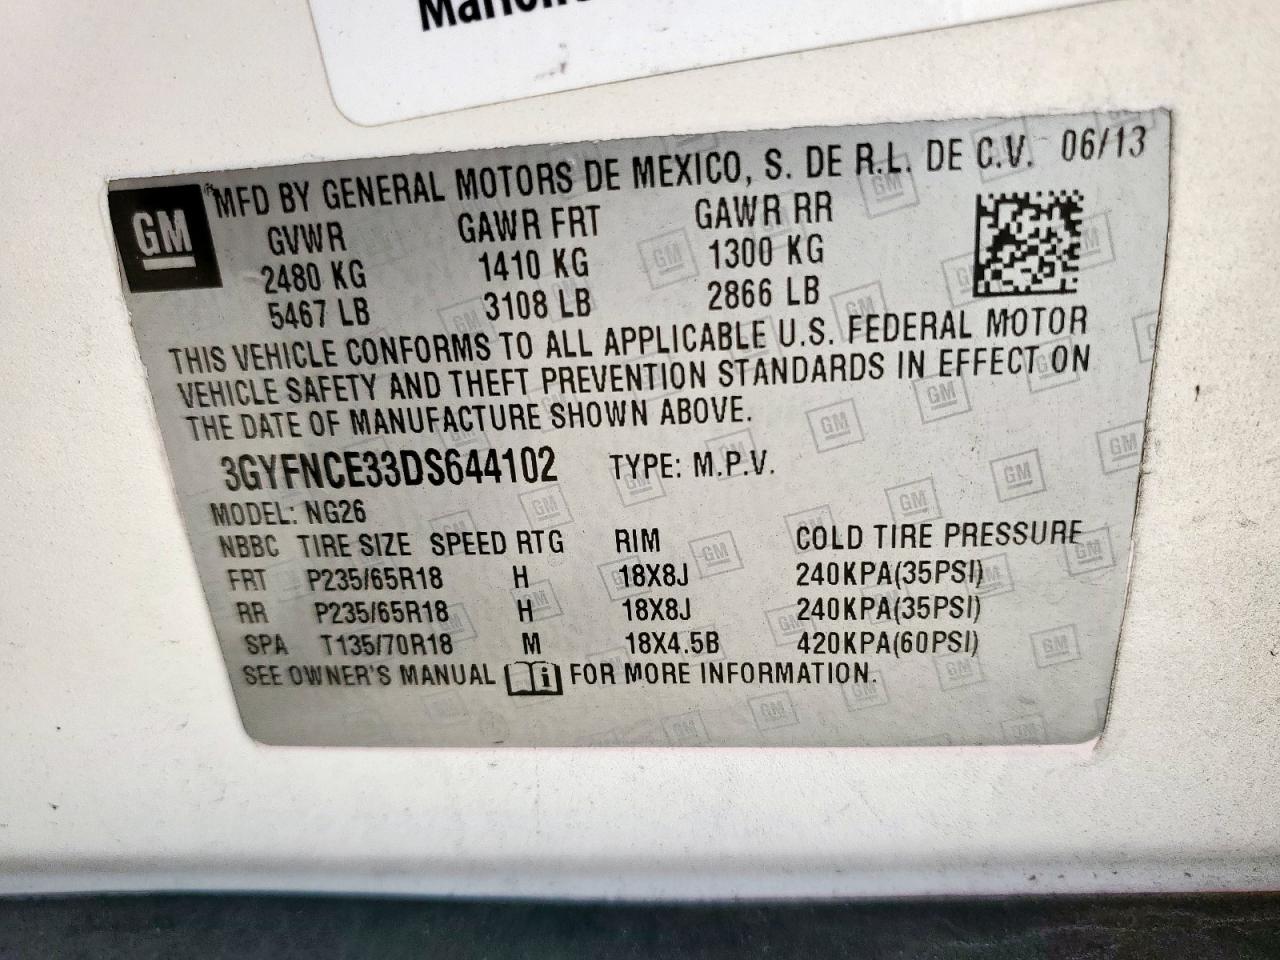 GM
MFD BY GENERAL MOTORS DE MEXICO, S. DE R.L. DE C.V. 06/13
GVWR GAWR FRT GAWR RR
2480 KG 1410 KG 1300 KG
5467 LB 3108 LB 2866 LB
THIS VEHICLE CONFORMS TO ALL APPLICABLE U.S. FEDERAL MOTOR
VEHICLE SAFETY AND THEFT PREVENTION STANDARDS IN EFFECT ON
THE DATE OF MANUFACTURE SHOWN ABOVE.
3GYFNCE33DS644102 TYPE: M.P.V.
MODEL: NG26
NBBC TIRE SIZE SPEED RTG RIM COLD TIRE PRESSURE
FRT P235/65R18 H 18X8J 240KPA(35PSI)
RR P235/65R18 H 18X8J 240KPA(35PSI)
SPA T135/70R18 M 18X4.5B 420KPA(60PSI)
SEE OWNER'S MANUAL i FOR MORE INFORMATION.